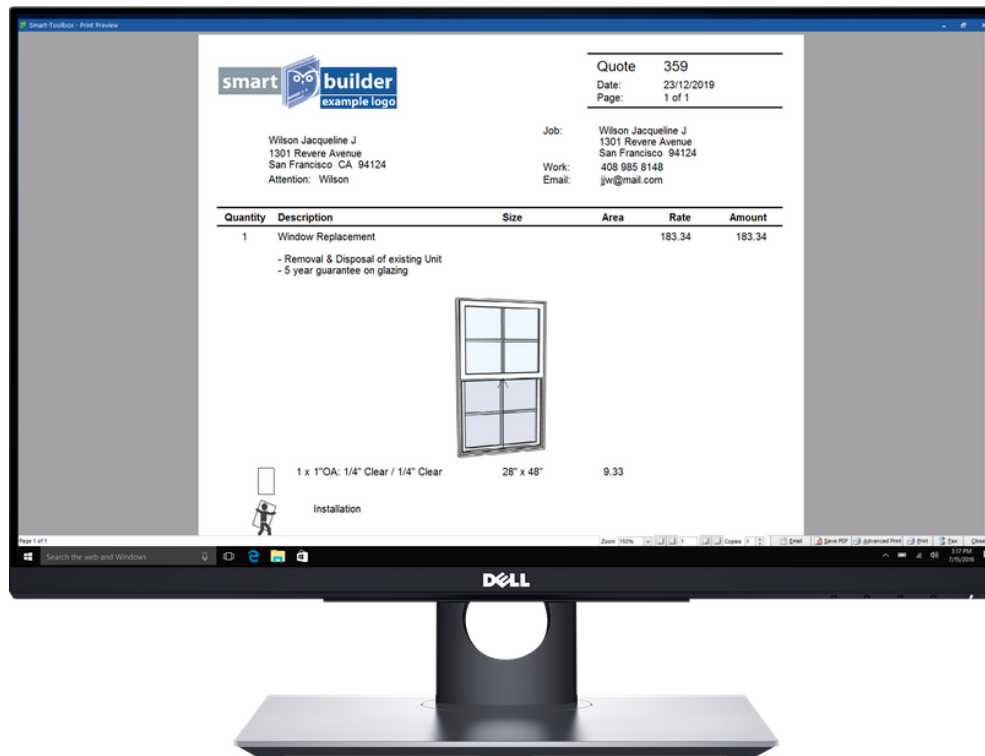 Smart-Toolbox - Print Preview
smart builder
example logo
Quote 359
Date: 23/12/2019
Page: 1 of 1
Wilson Jacqueline J
1301 Revere Avenue
San Francisco CA 94124
Attention: Wilson
Job: Wilson Jacqueline J
1301 Revere Avenue
San Francisco 94124
Work: 408 985 8148
Email: jjw@mail.com
Quantity Description Size Area Rate Amount
1 Window Replacement 183.34 183.34
- Removal & Disposal of existing Unit
- 5 year guarantee on glazing
1 x 1"OA: 1/4" Clear / 1/4" Clear 28" x 48" 9.33
Installation
Page 1 of 1 Zoom 150% 1 Copies 1 Email Save PDF Advanced Print Print Fax Close
Search the web and Windows
3:17 PM
7/15/2016
DELL